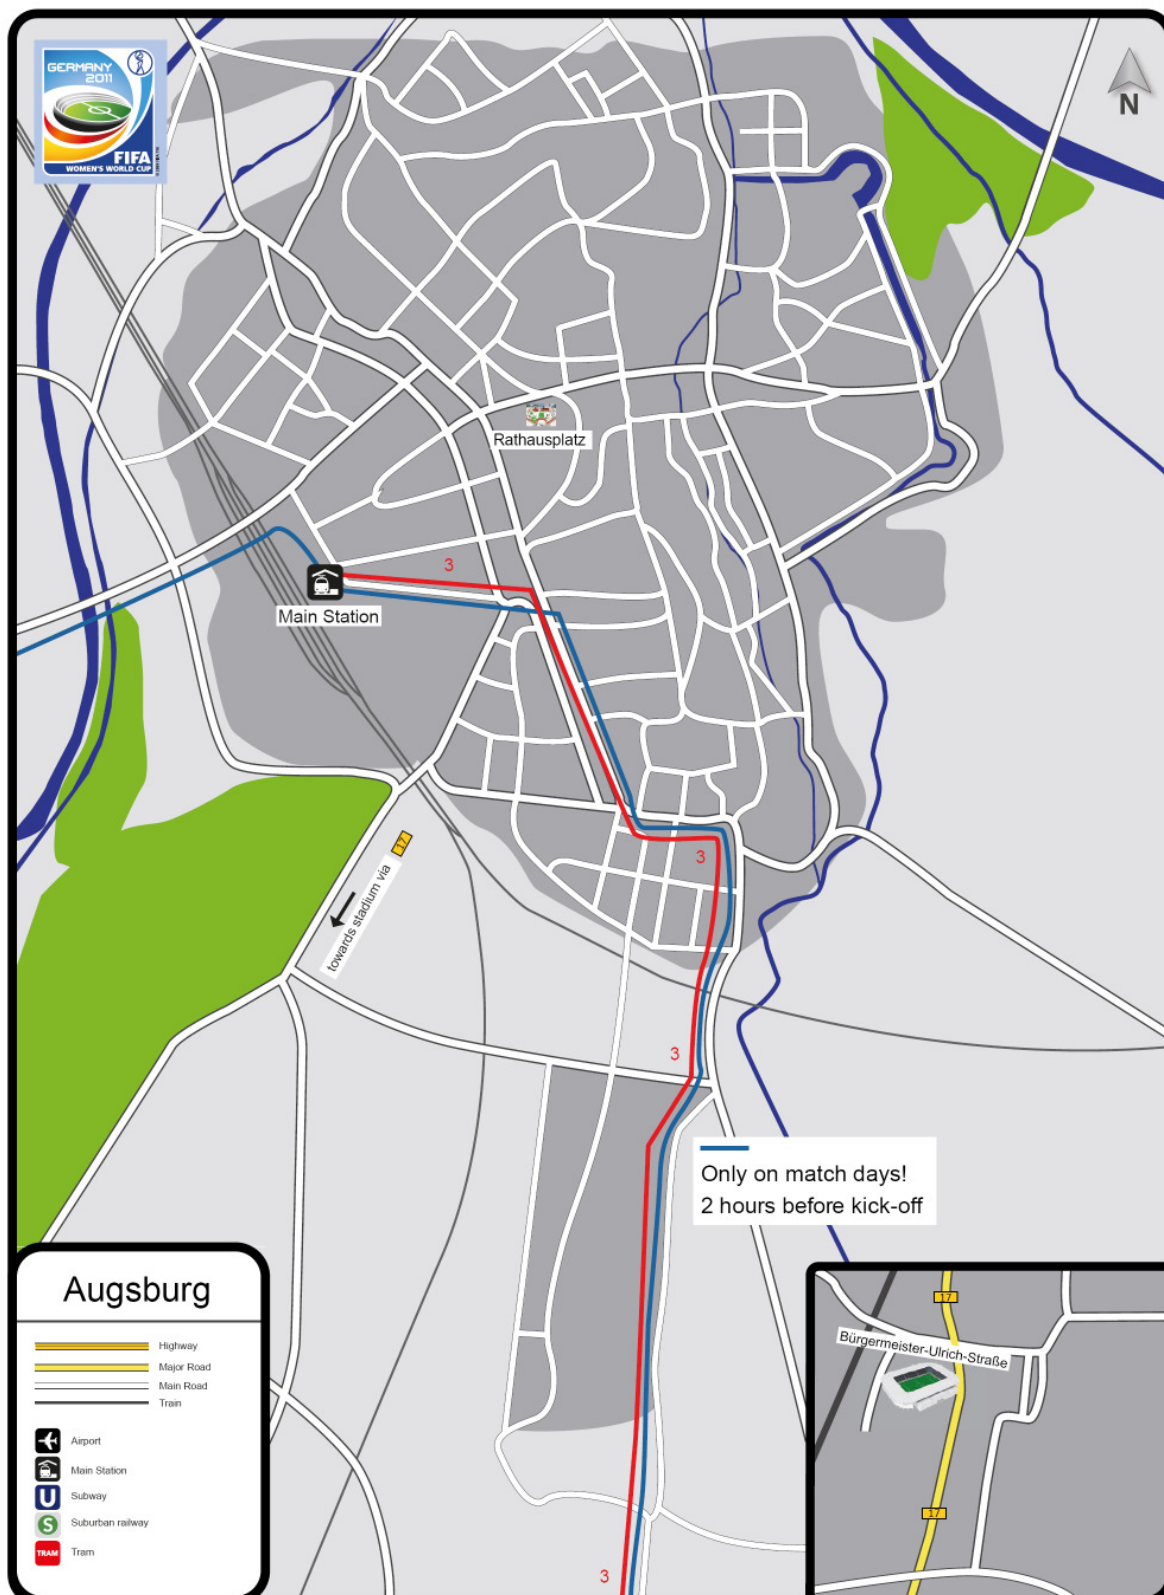 GERMANY
2011
FIFA
WOMEN'S WORLD CUP
N
Rathausplatz
3
Main Station
3
17
towards stadium via
3
Only on match days!
2 hours before kick-off
Augsburg
Highway
Major Road
Main Road
Train
Airport
Main Station
U Subway
S Suburban railway
TRAM Tram
3
17
Bürgermeister-Ulrich-Straße
17